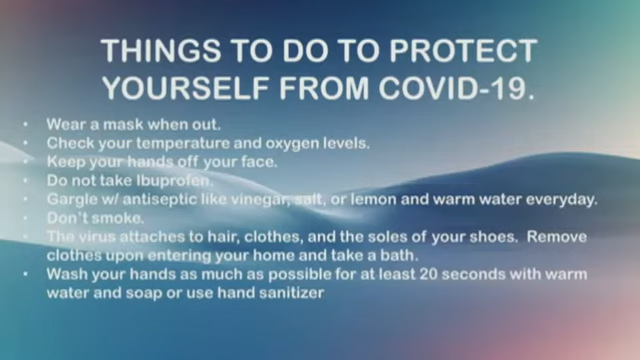 THINGS TO DO TO PROTECT
YOURSELF FROM COVID-19.
• Wear a mask when out.
• Check your temperature and oxygen levels.
• Keep your hands off your face.
• Do not take Ibuprofen.
• Gargle w/ antiseptic like vinegar, salt, or lemon and warm water everyday.
• Don't smoke.
• The virus attaches to hair, clothes, and the soles of your shoes. Remove
clothes upon entering your home and take a bath.
• Wash your hands as much as possible for at least 20 seconds with warm
water and soap or use hand sanitizer